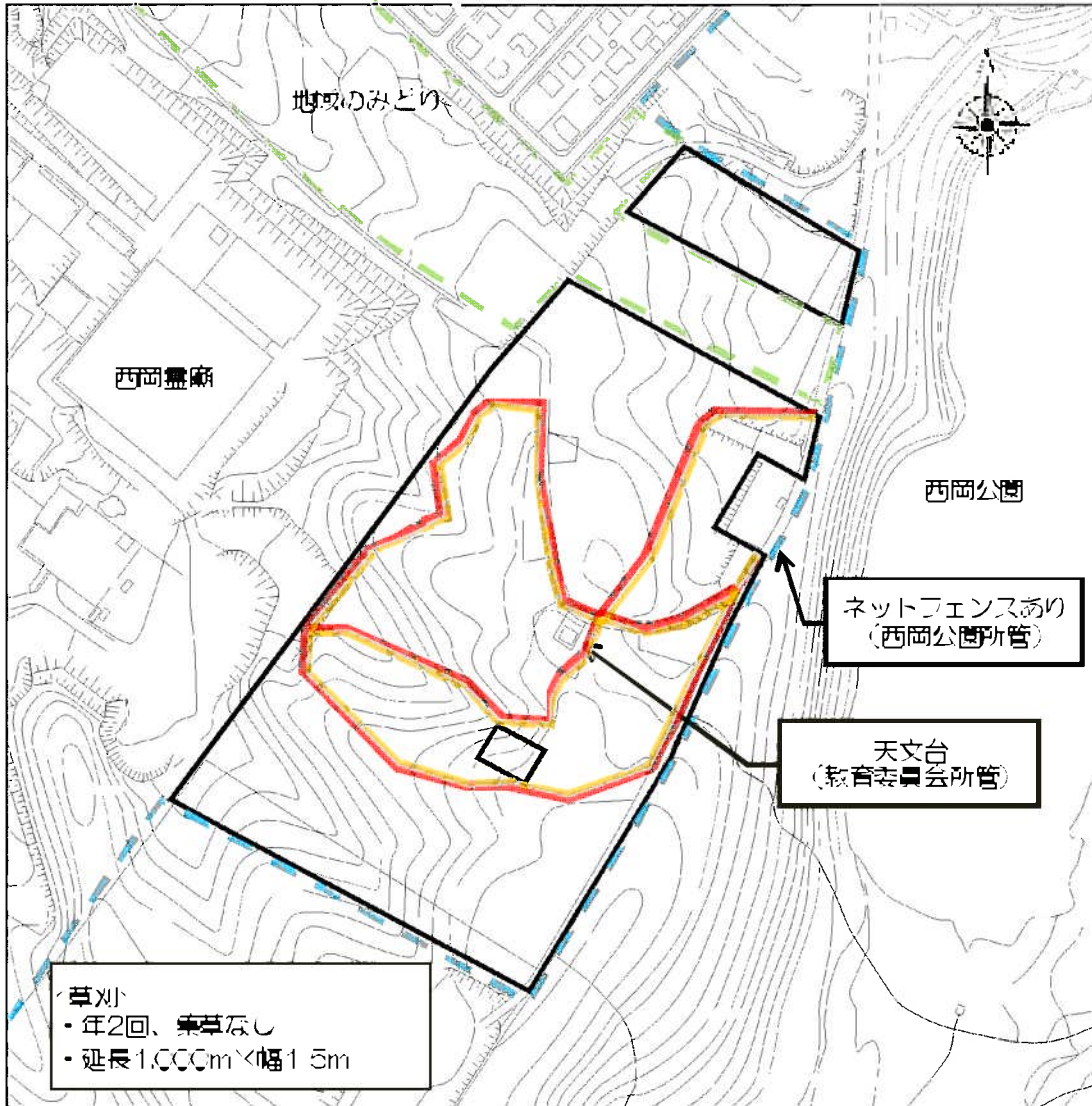 地域のみどり
西岡霊廟
西岡公園
ネットフェンスあり
(西岡公園所管)
天文台
(教育委員会所管)
草刈
・年2回、集草なし
・延長1,000m×幅1.5m